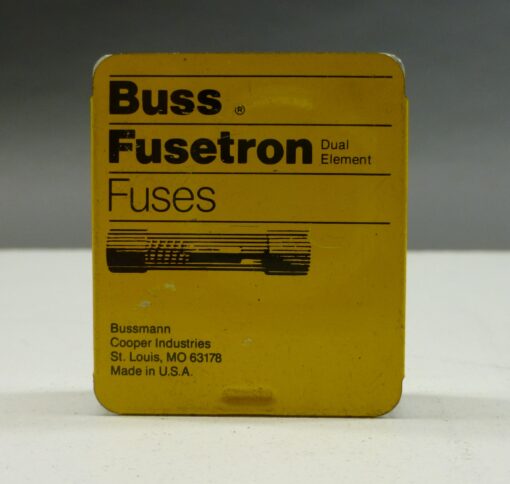 Buss ®
Fusetron Dual Element
Fuses
Bussmann
Cooper Industries
St. Louis, MO 63178
Made in U.S.A.